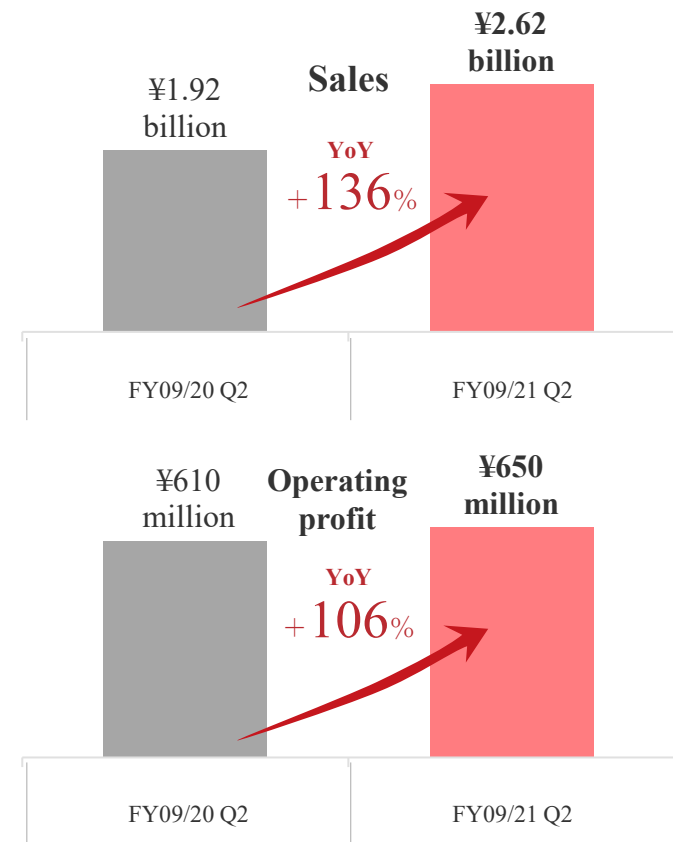 Sales
¥1.92
billion
¥2.62
billion
YoY
+136%
FY09/20 Q2
FY09/21 Q2
Operating
profit
¥610
million
¥650
million
YoY
+106%
FY09/20 Q2
FY09/21 Q2